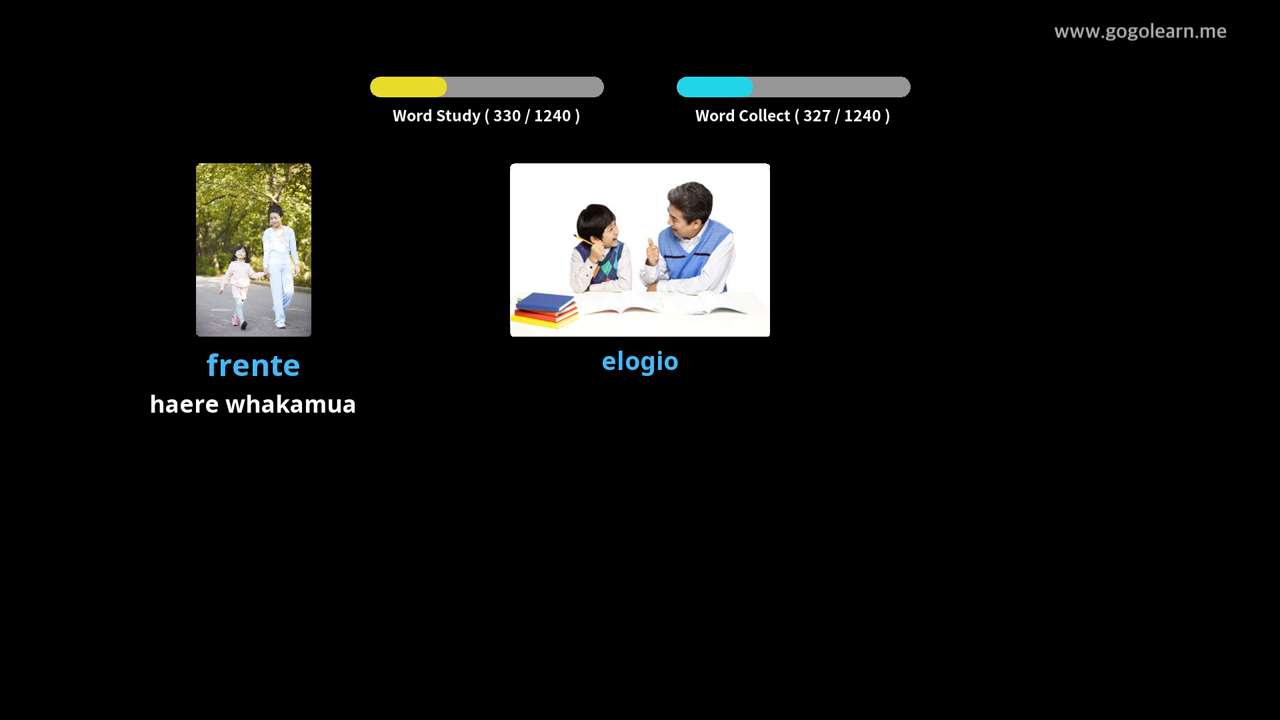 www.gogolearn.me
Word Study ( 330 / 1240 )
Word Collect ( 327 / 1240 )
frente
haere whakamua
elogio